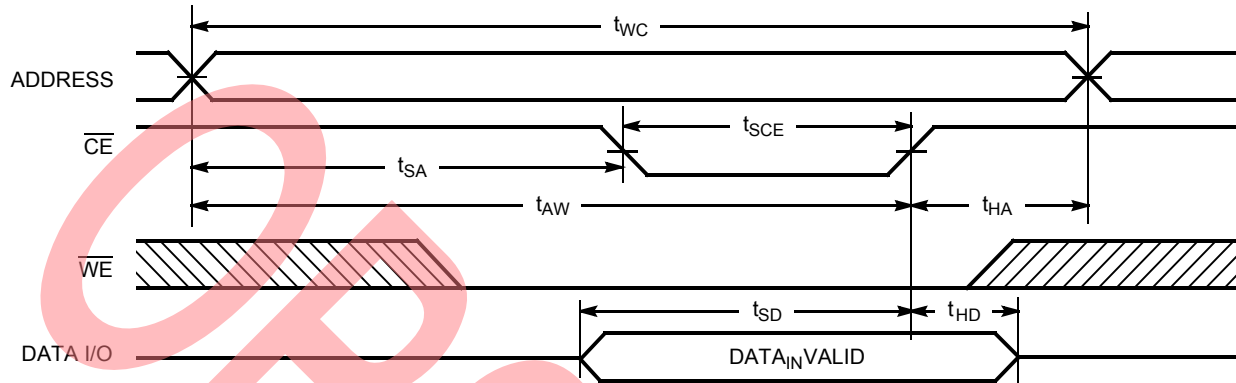 tWC
ADDRESS
CE
tSCE
tSA
tAW
tHA
WE
tSD
tHD
DATA I/O
DATAINVALID